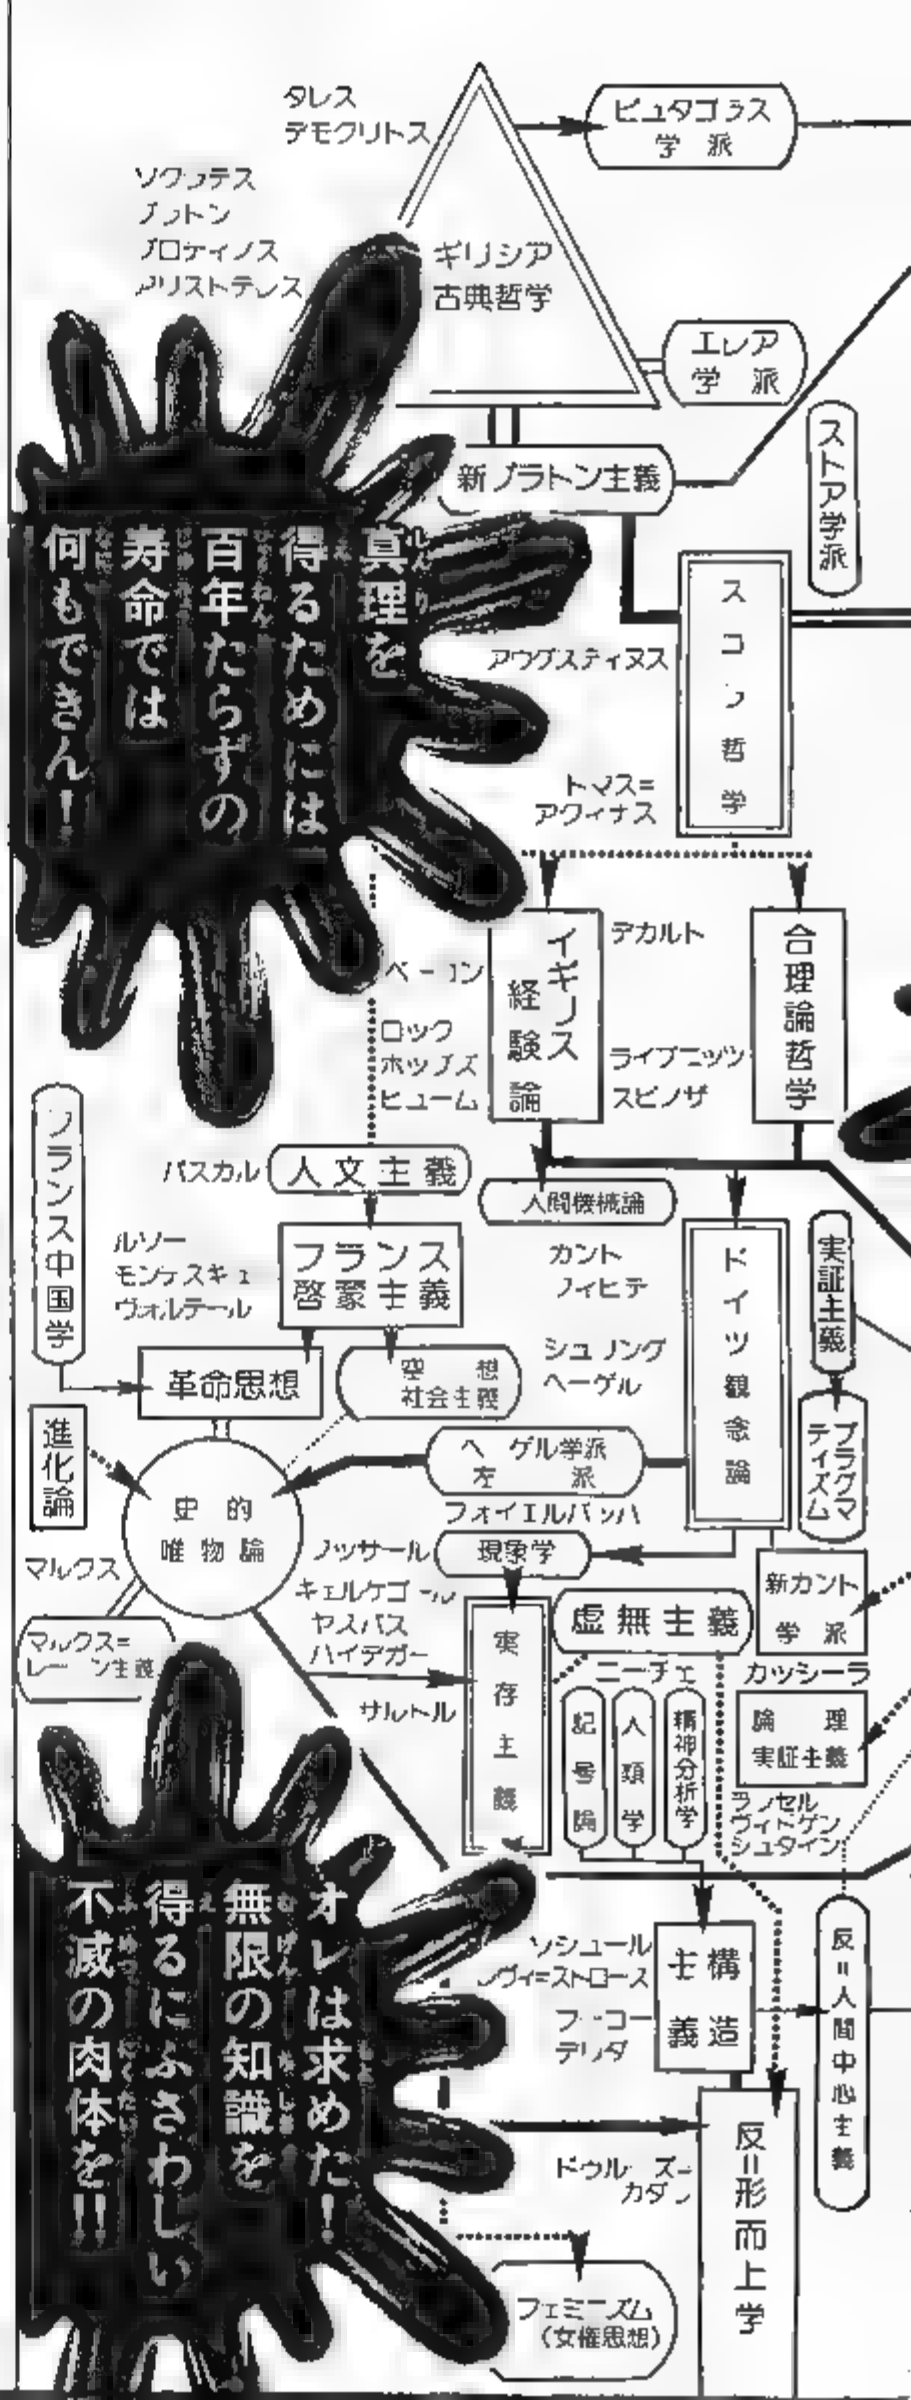 タレス
デモクリトス
ピュタゴラス
学派
ソクラテス
プラトン
プロティノス
アリストテレス
ギリシア
古典哲学
エレア
学派
新プラトン主義
ストア学派
真理を
得るためには
百年たらずの
寿命では
何もできん!
スコラ哲学
アウグスティヌス
トマス=
アクィナス
イギリス
経験論
デカルト
合理論哲学
ベーコン
ロック
ホッブズ
ヒューム
ライプニッツ
スピノザ
フランス中国学
パスカル
人文主義
人間機械論
ルソー
モンテスキュー
ヴォルテール
フランス
啓蒙主義
カント
フィヒテ
ドイツ観念論
実証主義
革命思想
空想
社会主義
シェリング
ヘーゲル
プラグマ
ティズム
進化論
ヘーゲル学派
左派
史的
唯物論
フォイエルバッハ
フッサール
現象学
マルクス
新カント
学派
キェルケゴール
ヤスパス
ハイデガー
虚無主義
マルクス=
レーニン主義
実存主義
ニーチェ
カッシーラ
サルトル
記号論
人類学
精神分析学
論理
実証主義
ラッセル
ヴィトゲン
シュタイン
オレは求めた!
無限の知識を
得るにふさわしい
不滅の肉体を!!
ソシュール
レヴィ=ストロース
フーコー
デリダ
構造
主義
反=人間中心主義
反=形而上学
ドゥルーズ=
ガタリ
フェミニズム
(女権思想)